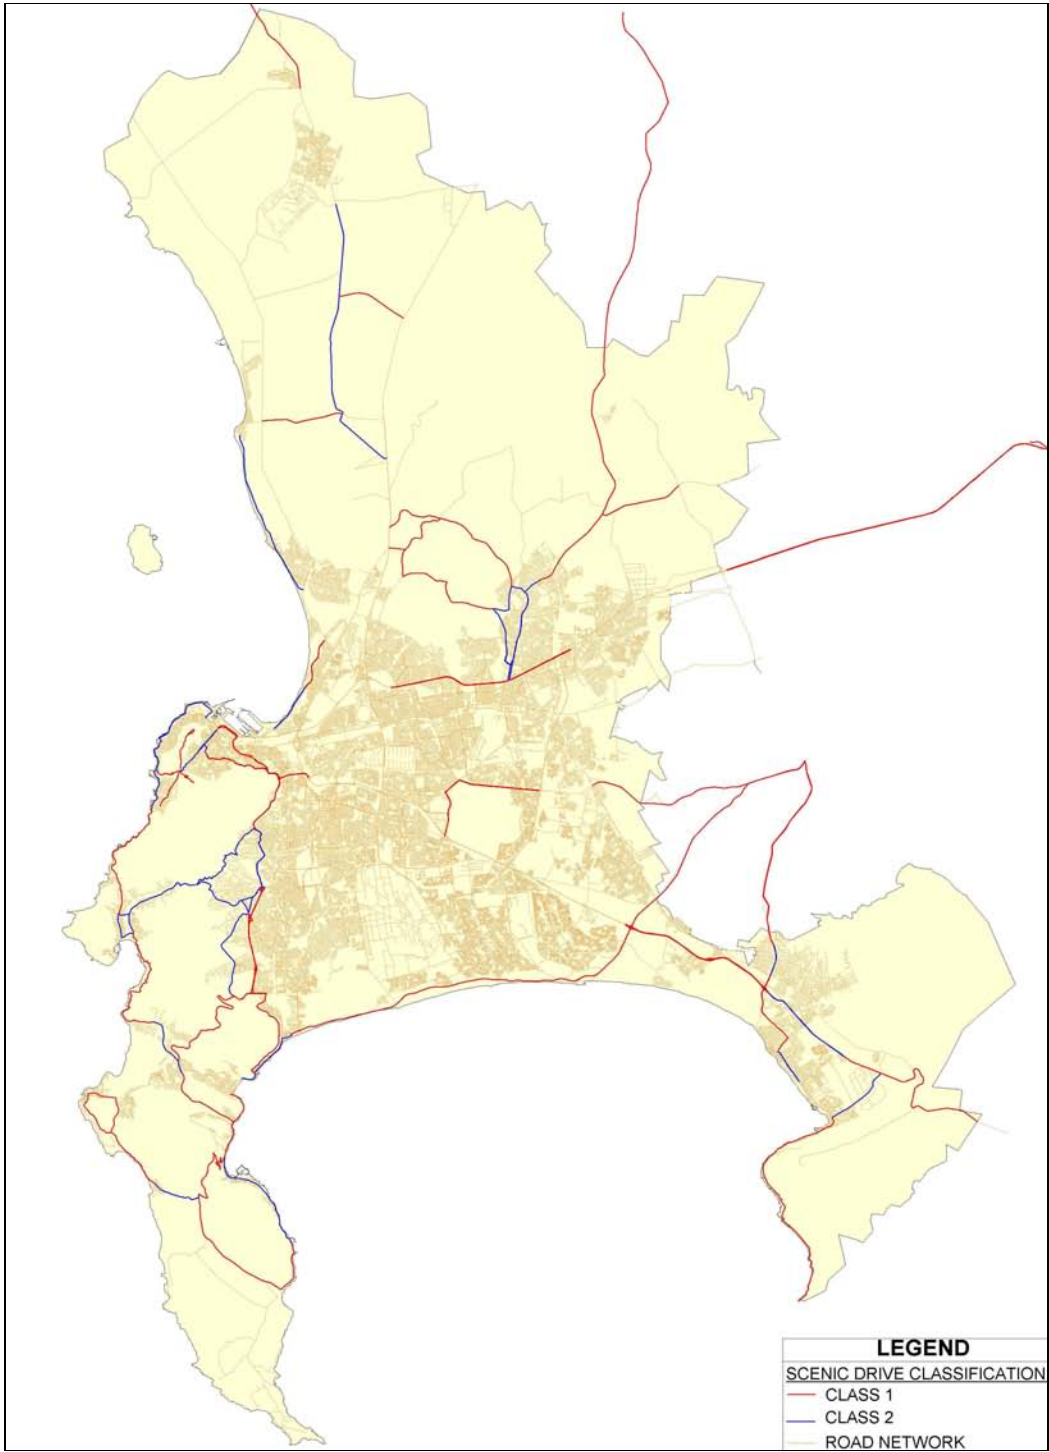 LEGEND
SCENIC DRIVE CLASSIFICATION
CLASS 1
CLASS 2
ROAD NETWORK